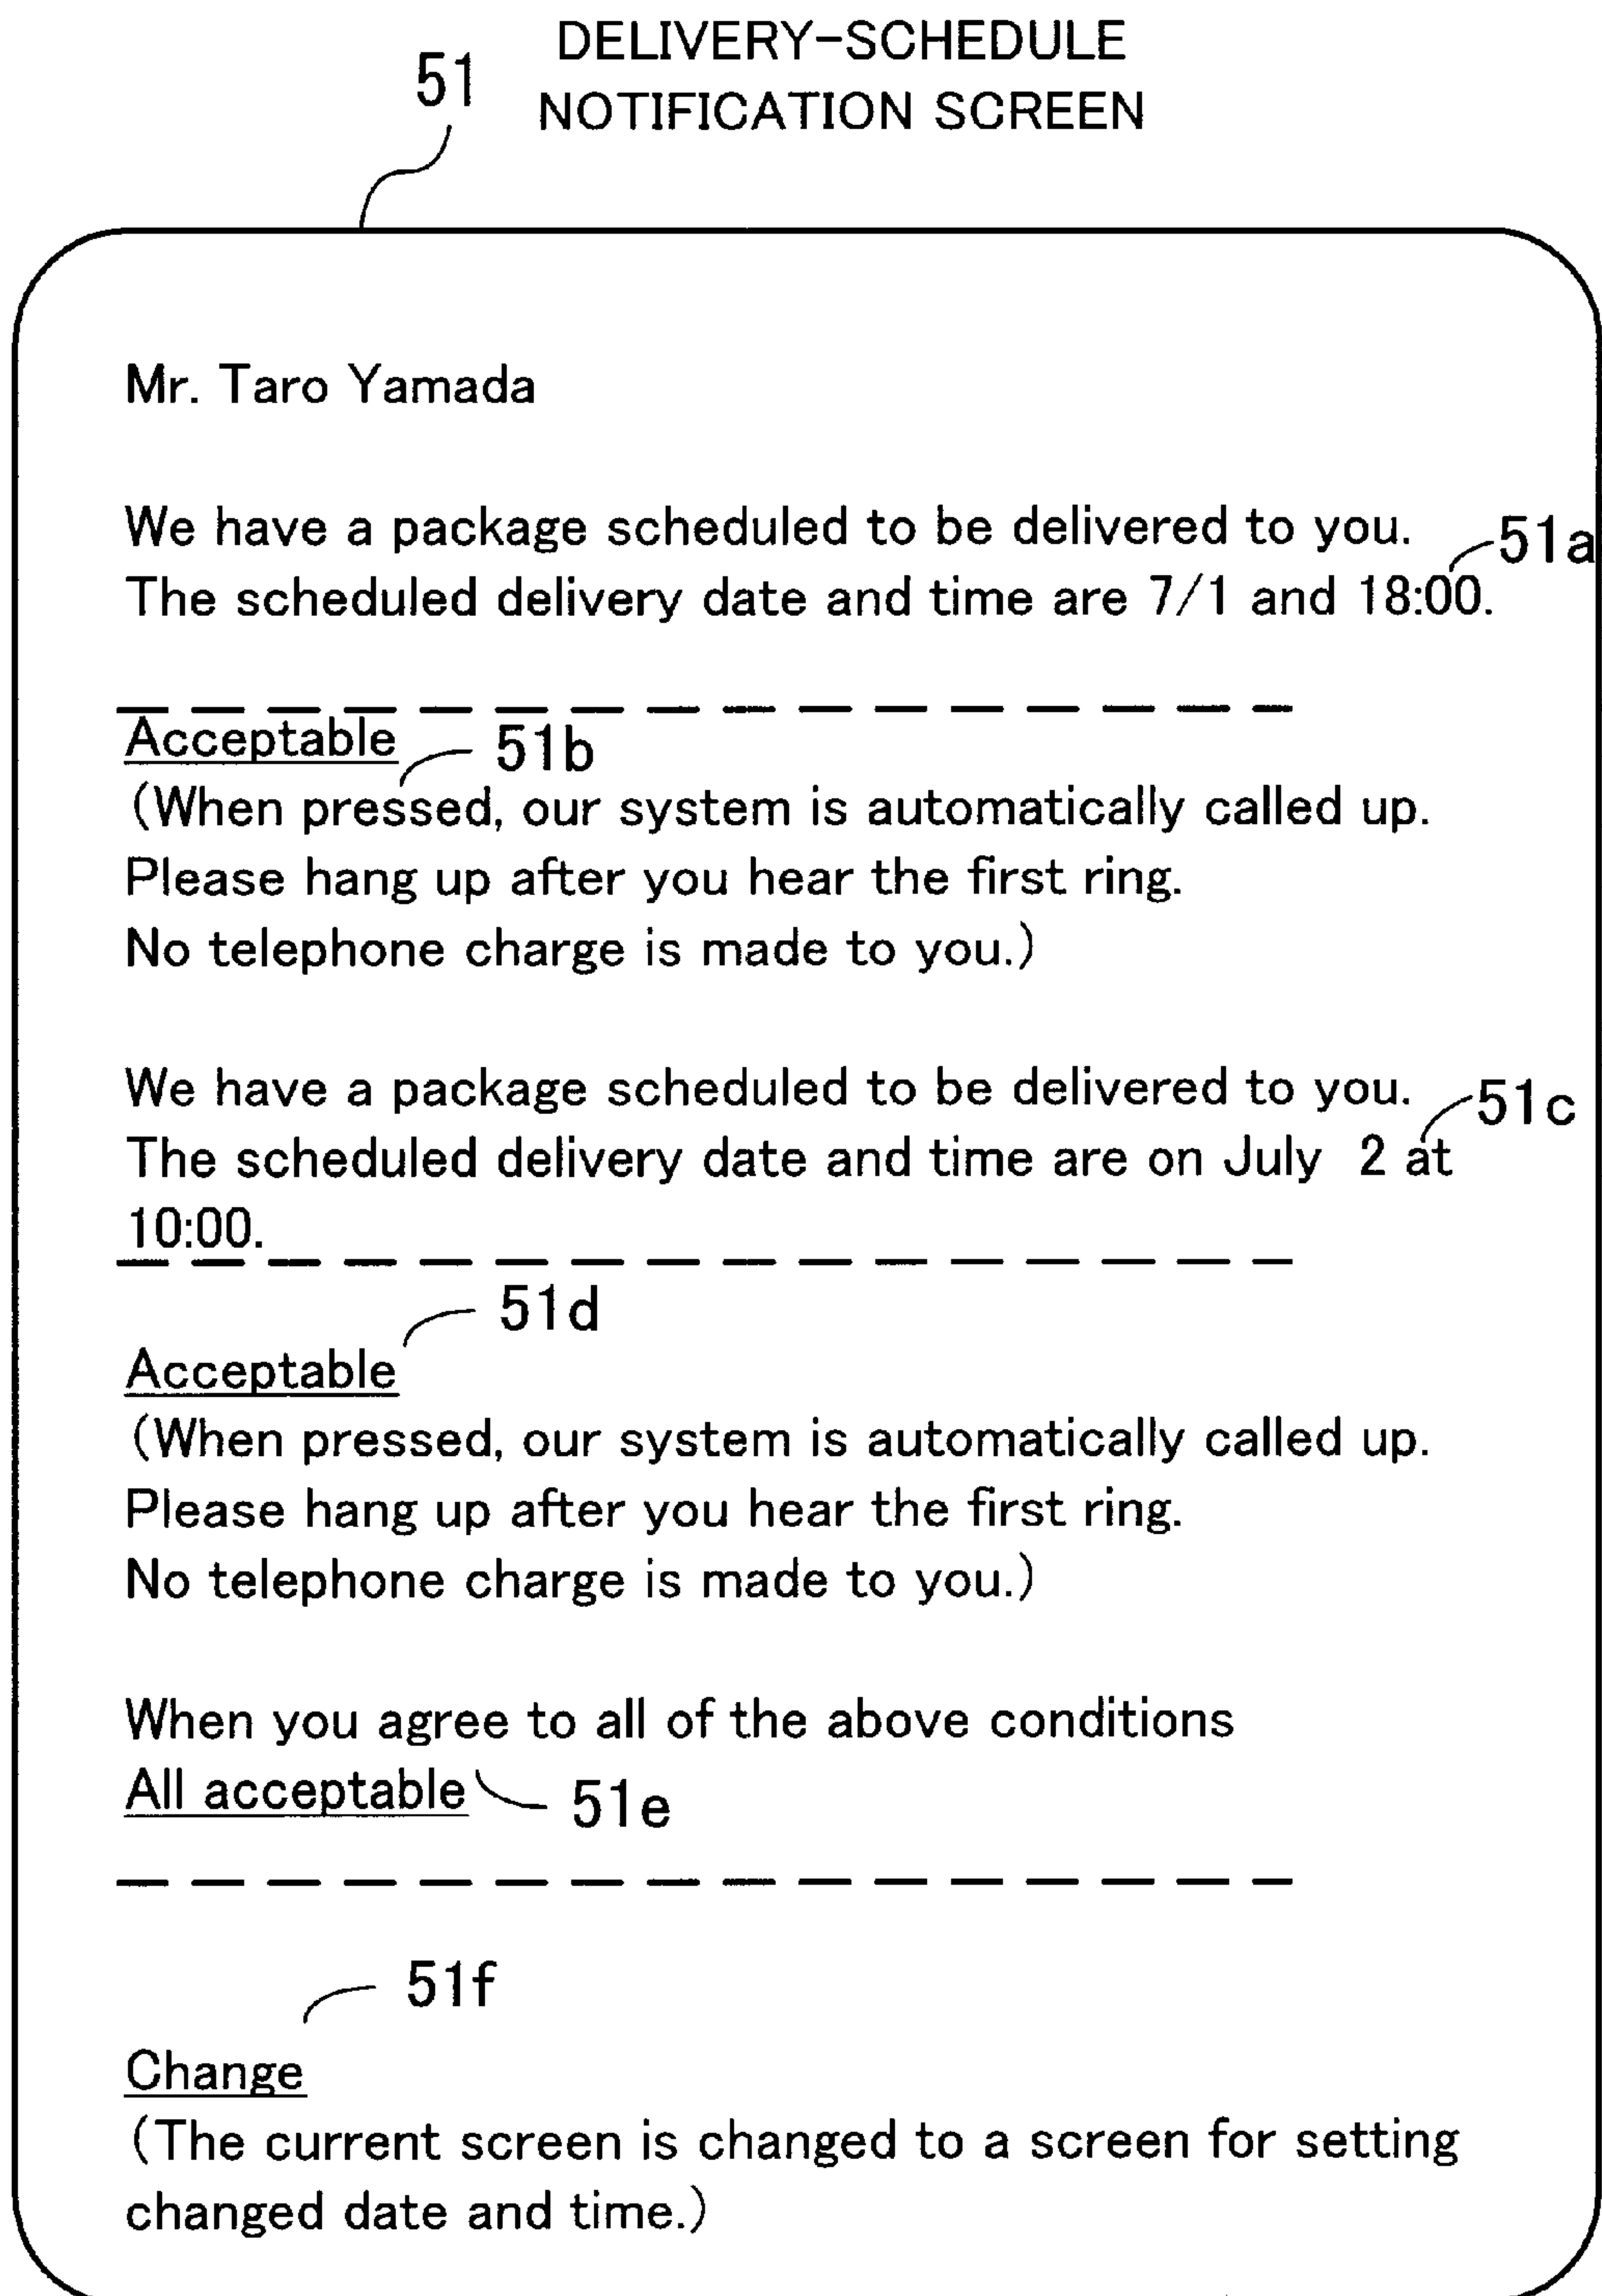 DELIVERY-SCHEDULE
NOTIFICATION SCREEN
51
Mr. Taro Yamada
We have a package scheduled to be delivered to you.
51a
The scheduled delivery date and time are 7/1 and 18:00.
Acceptable
51b
(When pressed, our system is automatically called up.
Please hang up after you hear the first ring.
No telephone charge is made to you.)
We have a package scheduled to be delivered to you.
51c
The scheduled delivery date and time are on July 2 at
10:00.
51d
Acceptable
(When pressed, our system is automatically called up.
Please hang up after you hear the first ring.
No telephone charge is made to you.)
When you agree to all of the above conditions
All acceptable
51e
51f
Change
(The current screen is changed to a screen for setting
changed date and time.)